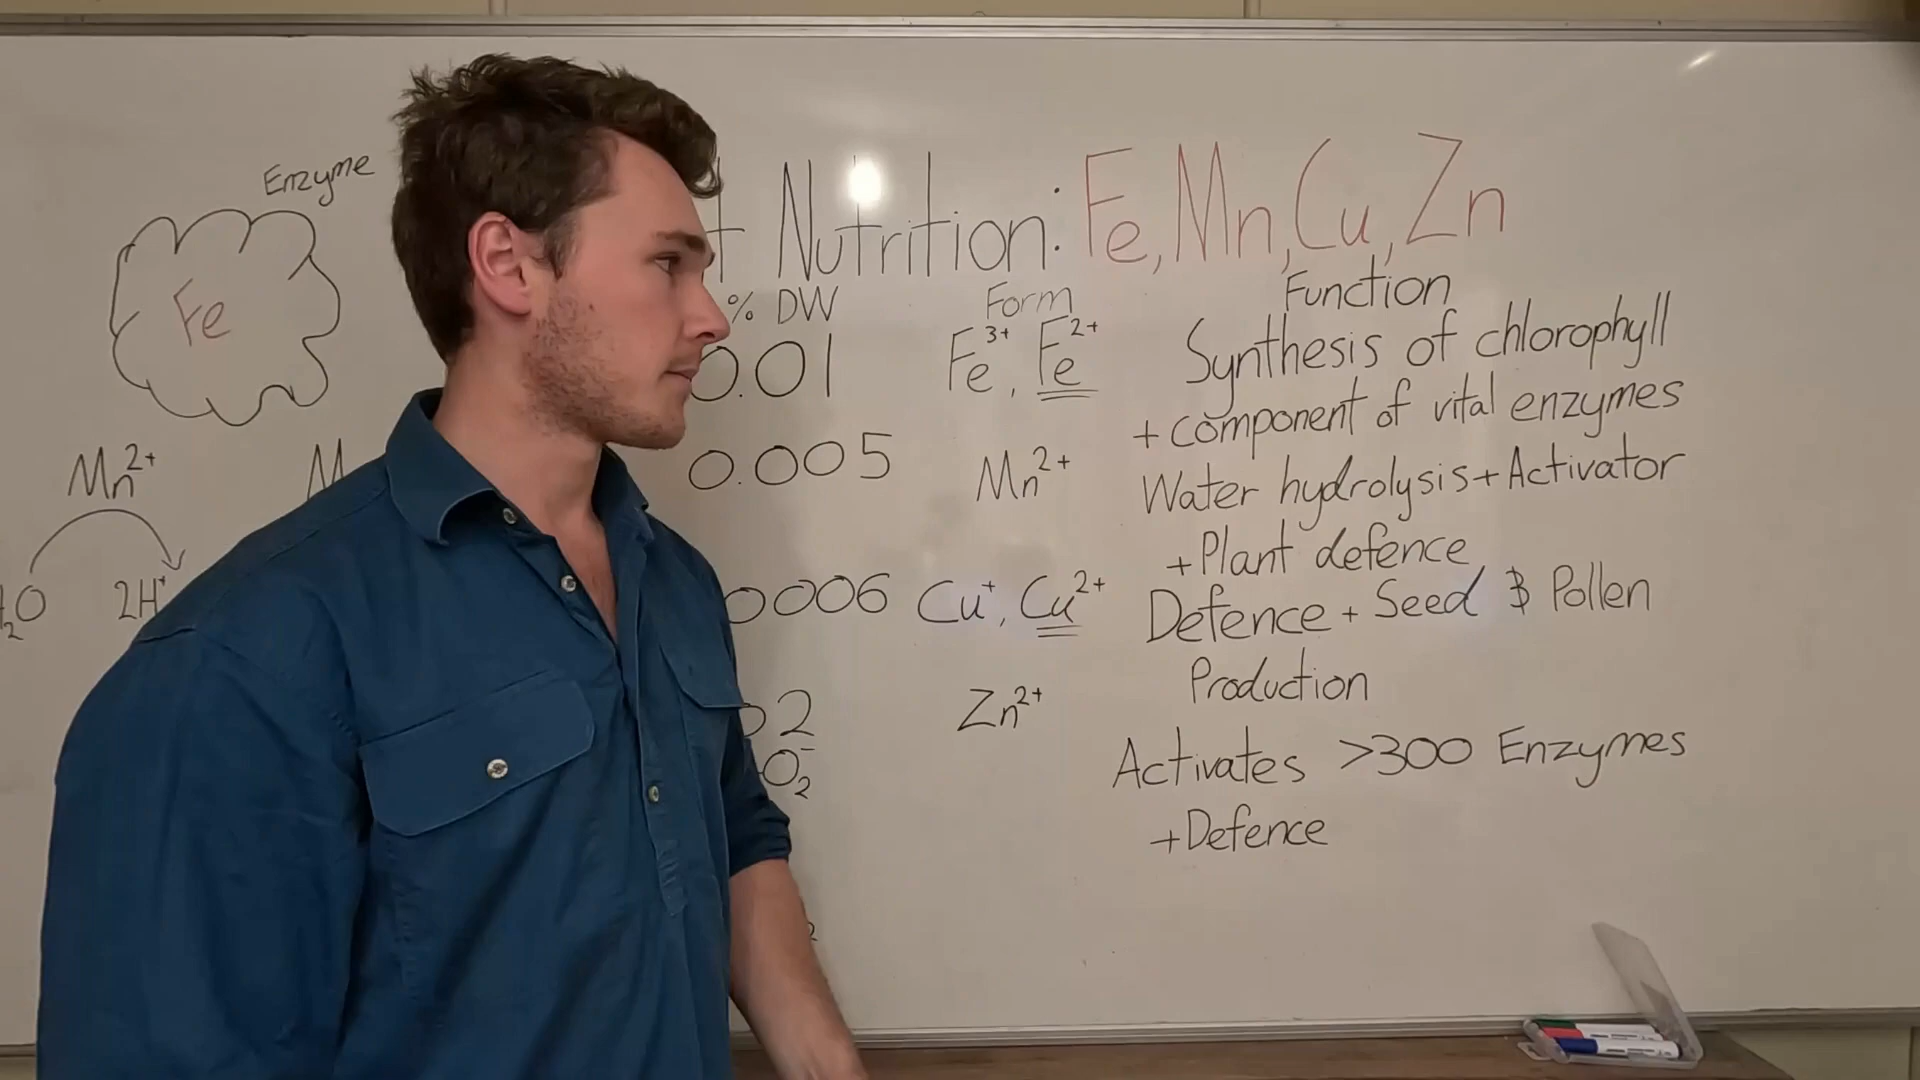 Enzyme
Fe
Nutrition: Fe, Mn, Cu, Zn
% DW Form Function
0.01 Fe³⁺, Fe²⁺ Synthesis of chlorophyll
+ component of vital enzymes
Mn²⁺ 0.005 Mn²⁺ Water hydrolysis + Activator
+ Plant defence
2H⁺ 0006 Cu⁺, Cu²⁺ Defence + Seed & Pollen
Production
2 Zn²⁺
O₂⁻ Activates >300 Enzymes
+ Defence